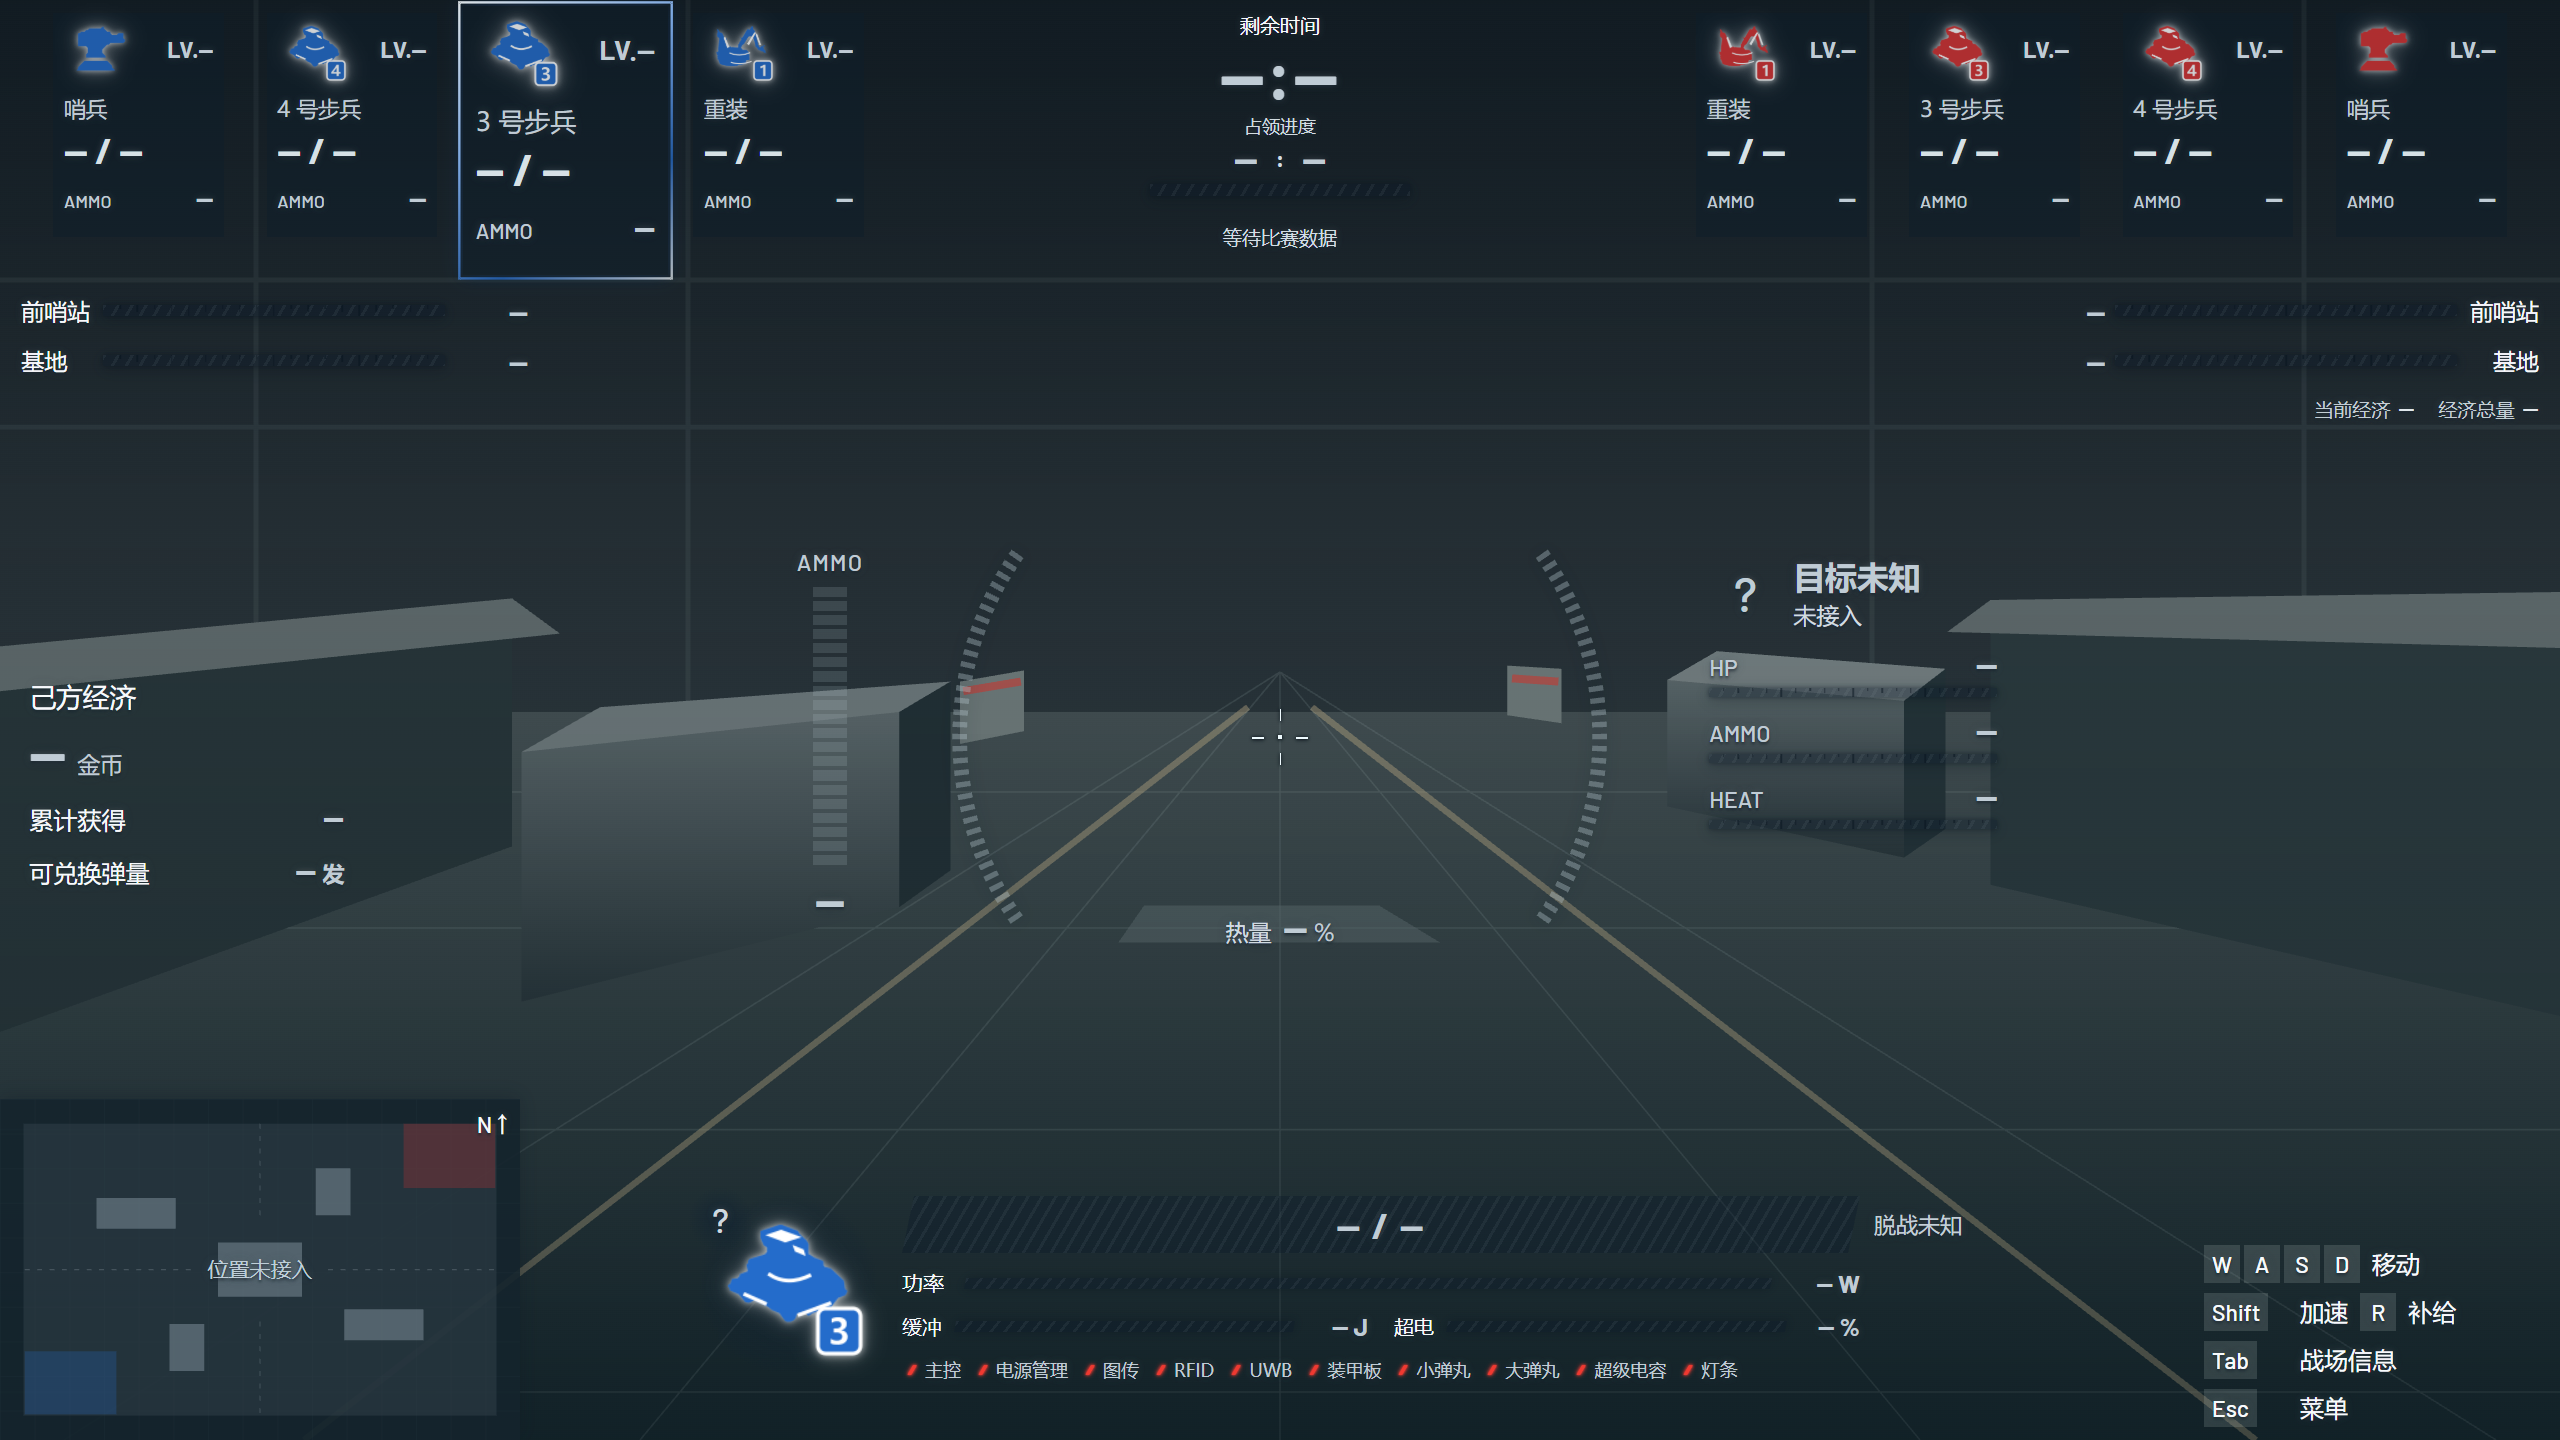 LV.–
哨兵
– / –
AMMO –
4 LV.–
4 号步兵
– / –
AMMO –
3 LV.–
3 号步兵
– / –
AMMO –
1 LV.–
重装
– / –
AMMO –
剩余时间
–:–
占领进度
– : –
等待比赛数据
1 LV.–
重装
– / –
AMMO –
3 LV.–
3 号步兵
– / –
AMMO –
4 LV.–
4 号步兵
– / –
AMMO –
LV.–
哨兵
– / –
AMMO –
前哨站 –
基地 –
– 前哨站
– 基地
当前经济 – 经济总量 –
AMMO
–
? 目标未知
未接入
HP –
AMMO –
HEAT –
己方经济
– 金币
累计获得 –
可兑换弹量 – 发
热量 – %
N↑
位置未接入
?
3
– / –
脱战未知
功率 – W
缓冲 – J 超电 – %
主控 电源管理 图传 RFID UWB 装甲板 小弹丸 大弹丸 超级电容 灯条
W A S D 移动
Shift 加速 R 补给
Tab 战场信息
Esc 菜单